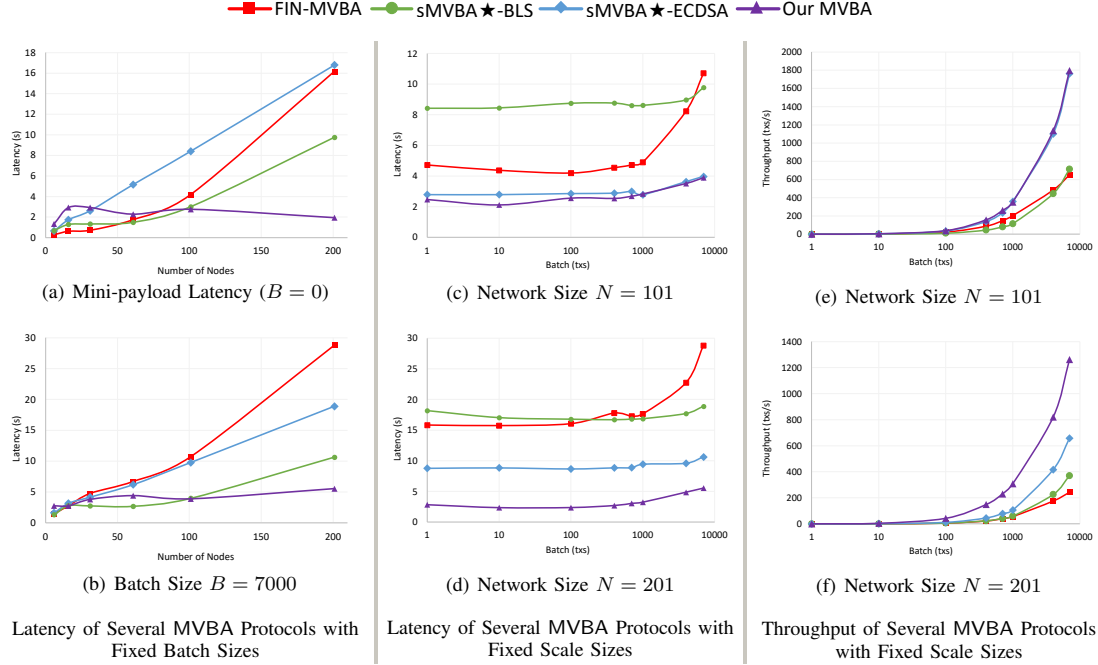 FIN-MVBA sMVBA★-BLS sMVBA★-ECDSA Our MVBA
18
16
14
12
10
8
6
4
2
0
Latency (s)
0 50 100 150 200
Number of Nodes
(a) Mini-payload Latency (B = 0)
30
25
20
15
10
5
0
Latency (s)
0 50 100 150 200
Number of Nodes
(b) Batch Size B = 7000
Latency of Several MVBA Protocols with
Fixed Batch Sizes
12
10
8
6
4
2
0
Latency (s)
1 10 100 1000 10000
Batch (txs)
(c) Network Size N = 101
30
25
20
15
10
5
0
Latency (s)
1 10 100 1000 10000
Batch (txs)
(d) Network Size N = 201
Latency of Several MVBA Protocols with
Fixed Scale Sizes
2000
1800
1600
1400
1200
1000
800
600
400
200
0
Throughput (txs/s)
1 10 100 1000 10000
Batch (txs)
(e) Network Size N = 101
1400
1200
1000
800
600
400
200
0
Throughput (txs/s)
1 10 100 1000 10000
Batch (txs)
(f) Network Size N = 201
Throughput of Several MVBA Protocols
with Fixed Scale Sizes